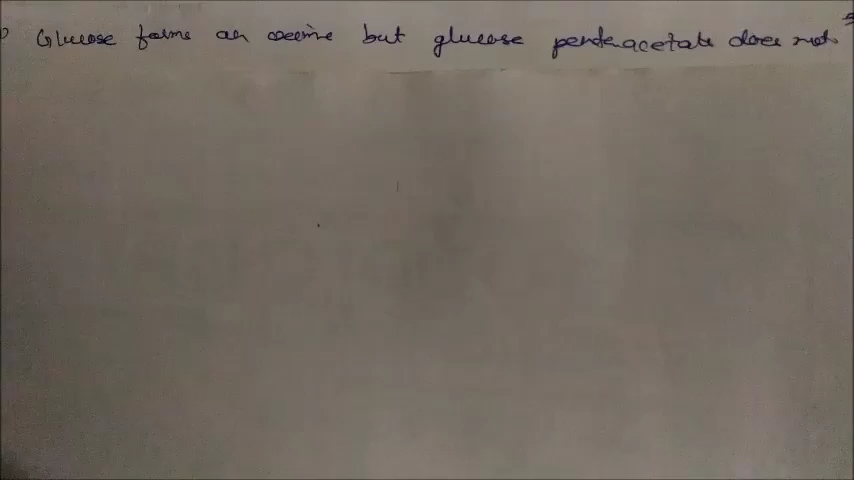 Glucose forms an oxime but glucose pentaacetate does not.